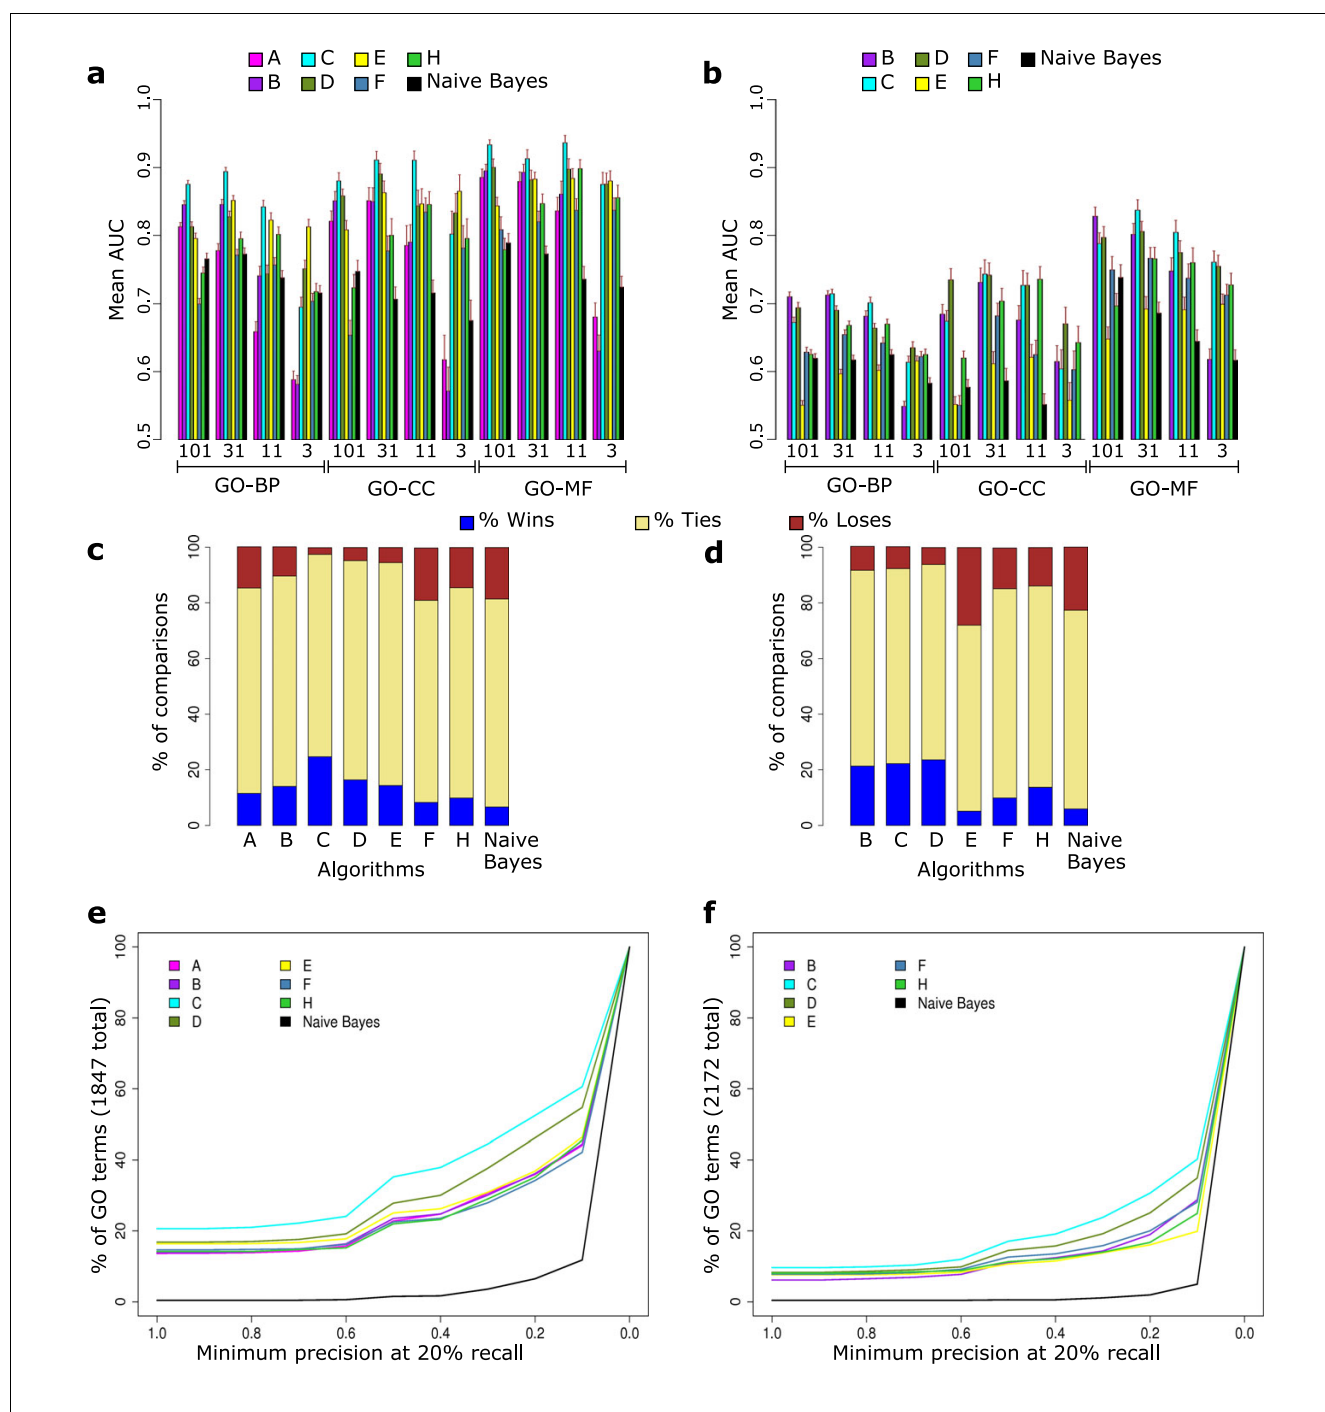 a
A C E H
B D F Naive Bayes
Mean AUC
1.0
0.9
0.8
0.7
0.6
0.5
101 31 11 3 101 31 11 3 101 31 11 3
GO-BP GO-CC GO-MF
b
B D F Naive Bayes
C E H
Mean AUC
1.0
0.9
0.8
0.7
0.6
0.5
101 31 11 3 101 31 11 3 101 31 11 3
GO-BP GO-CC GO-MF
% Wins % Ties % Loses
c
% of comparisons
100
80
60
40
20
0
A B C D E F H Naive
Bayes
Algorithms
d
% of comparisons
100
80
60
40
20
0
B C D E F H Naive
Bayes
Algorithms
e
% of GO terms (1847 total)
100
80
60
40
20
0
A E
B F
C H
D Naive Bayes
1.0 0.8 0.6 0.4 0.2 0.0
Minimum precision at 20% recall
f
% of GO terms (2172 total)
100
80
60
40
20
0
B F
C H
D Naive Bayes
E
1.0 0.8 0.6 0.4 0.2 0.0
Minimum precision at 20% recall